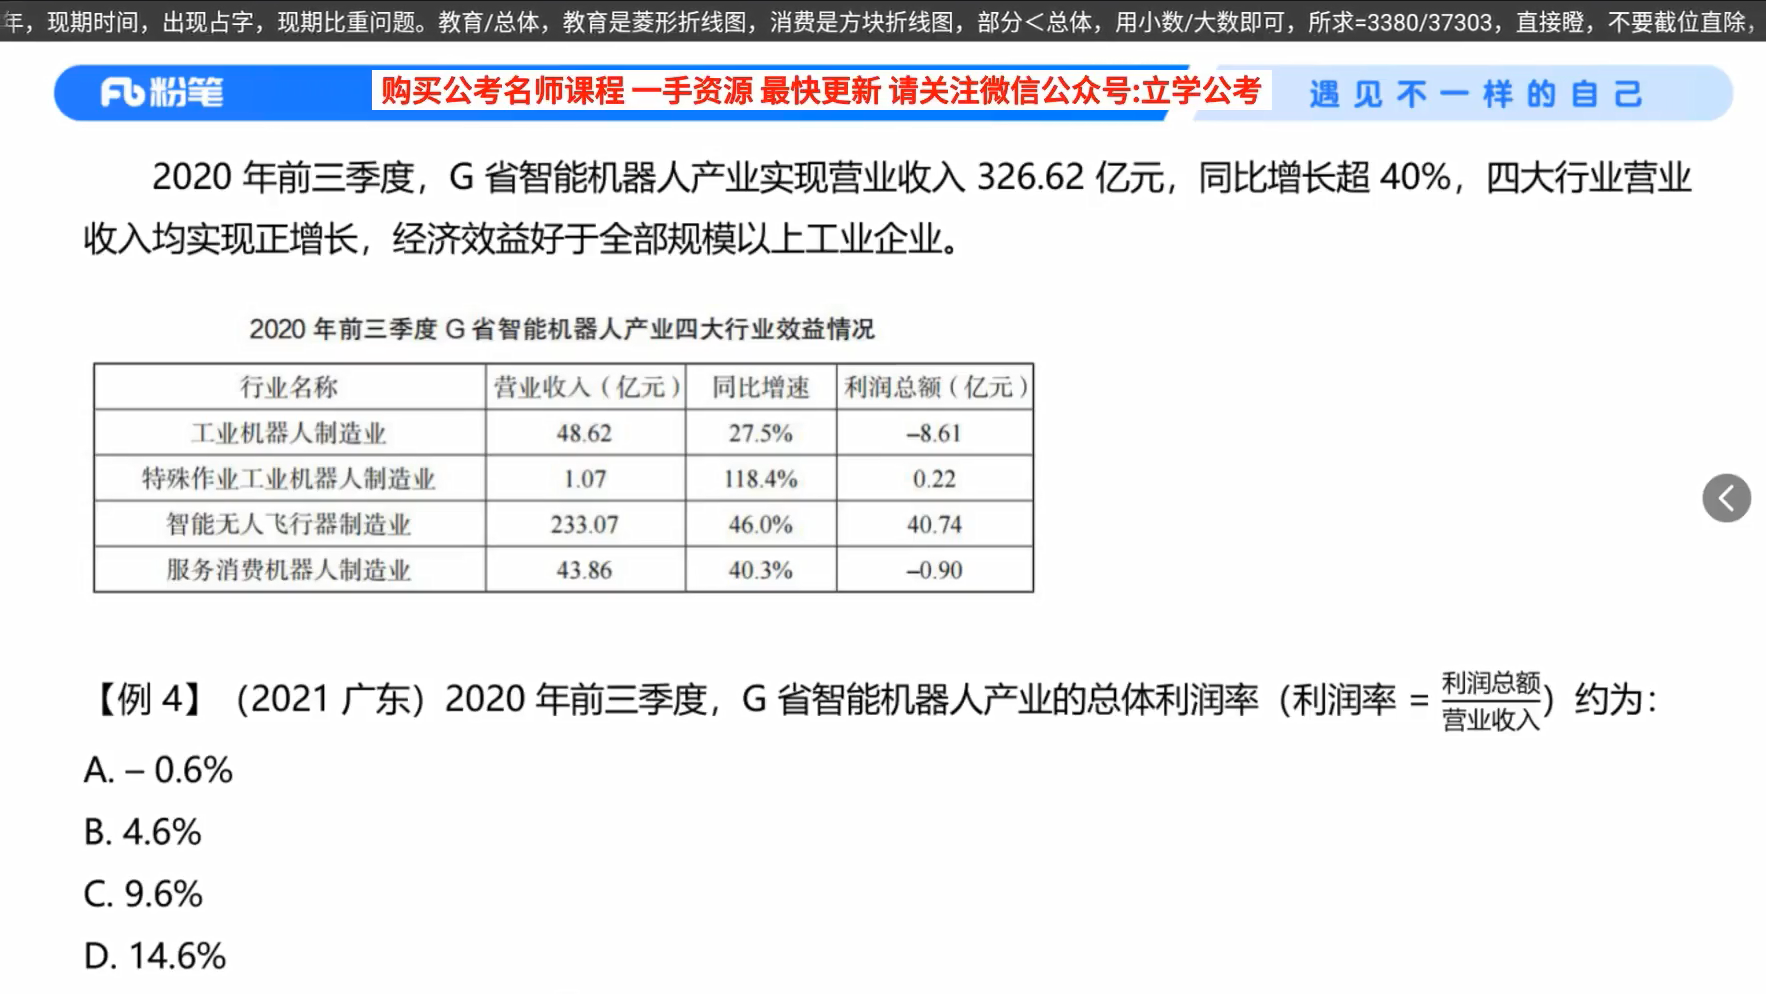 年，现期时间，出现占字，现期比重问题。教育/总体，教育是菱形折线图，消费是方块折线图，部分＜总体，用小数/大数即可，所求=3380/37303，直接瞪，不要截位直除，
粉笔
购买公考名师课程 一手资源 最快更新 请关注微信公众号:立学公考
遇见不一样的自己
2020 年前三季度，G 省智能机器人产业实现营业收入 326.62 亿元，同比增长超 40%，四大行业营业
收入均实现正增长，经济效益好于全部规模以上工业企业。
2020 年前三季度 G 省智能机器人产业四大行业效益情况
行业名称 营业收入（亿元） 同比增速 利润总额（亿元）
工业机器人制造业 48.62 27.5% –8.61
特殊作业工业机器人制造业 1.07 118.4% 0.22
智能无人飞行器制造业 233.07 46.0% 40.74
服务消费机器人制造业 43.86 40.3% –0.90
【例 4】（2021 广东）2020 年前三季度，G 省智能机器人产业的总体利润率（利润率 = 利润总额/营业收入）约为：
A. – 0.6%
B. 4.6%
C. 9.6%
D. 14.6%